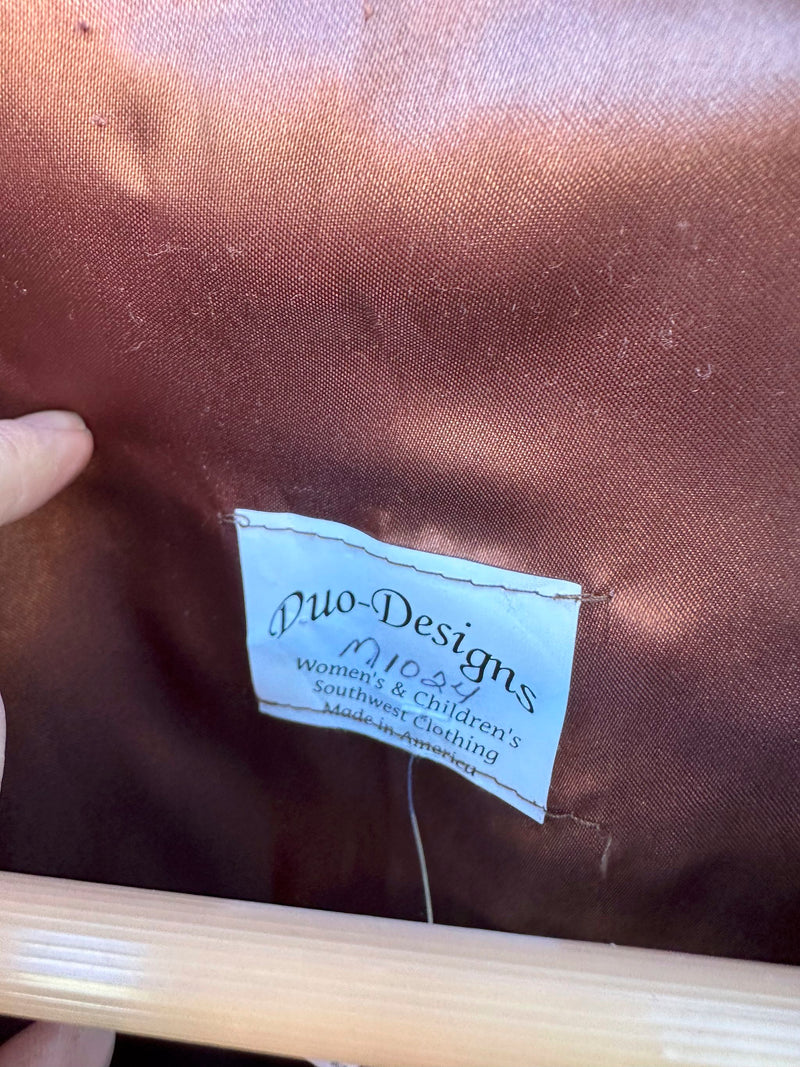 Duo-Designs
M1024
Women's & Children's
Southwest Clothing
Made in America